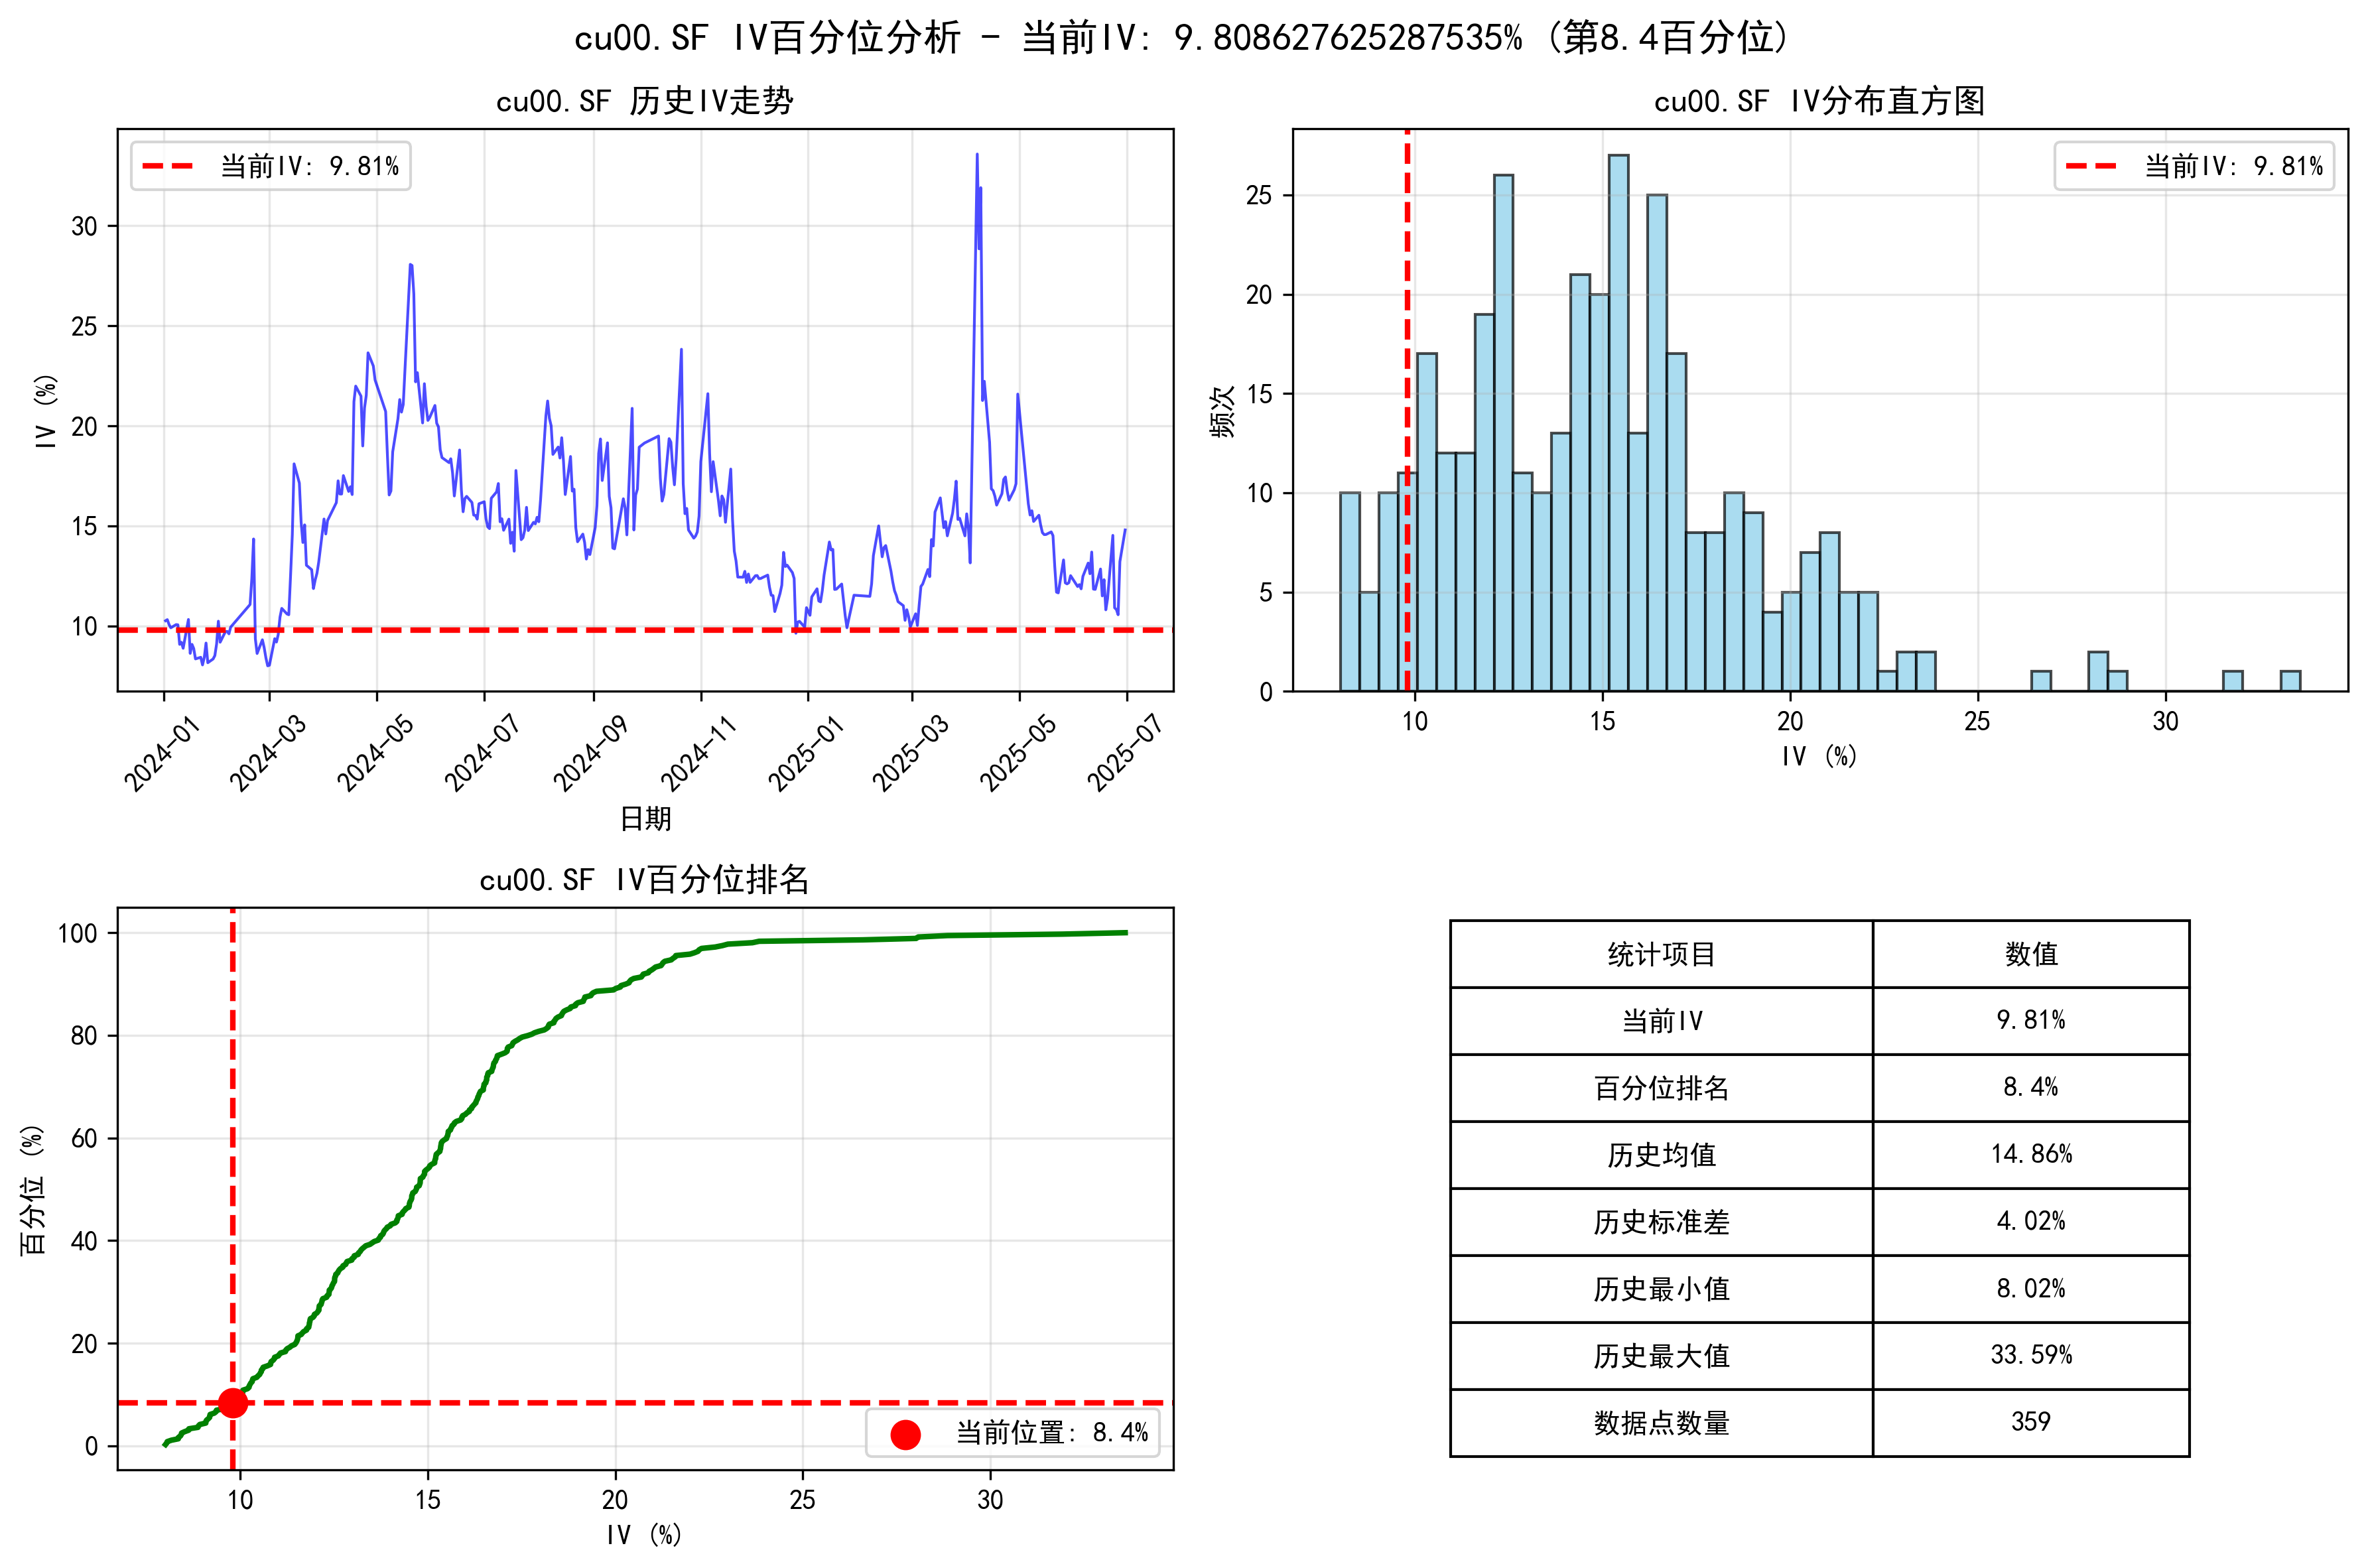 cu00.SF IV百分位分析 - 当前IV: 9.808627625287535% (第8.4百分位)
cu00.SF 历史IV走势
当前IV: 9.81%
IV (%)
30
25
20
15
10
2024-01
2024-03
2024-05
2024-07
2024-09
2024-11
2025-01
2025-03
2025-05
2025-07
日期
cu00.SF IV分布直方图
当前IV: 9.81%
频次
25
20
15
10
5
0
10
15
20
25
30
IV (%)
cu00.SF IV百分位排名
百分位 (%)
100
80
60
40
20
0
当前位置: 8.4%
10
15
20
25
30
IV (%)
统计项目 数值
当前IV 9.81%
百分位排名 8.4%
历史均值 14.86%
历史标准差 4.02%
历史最小值 8.02%
历史最大值 33.59%
数据点数量 359